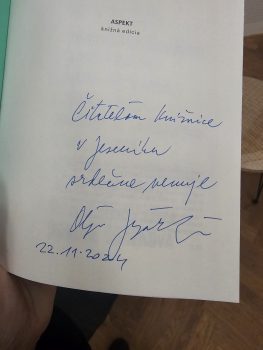 ASPEKT
knižná edícia
Čitateľom Knižnice
v Jeseníku
srdečne venuje
22.11.2024